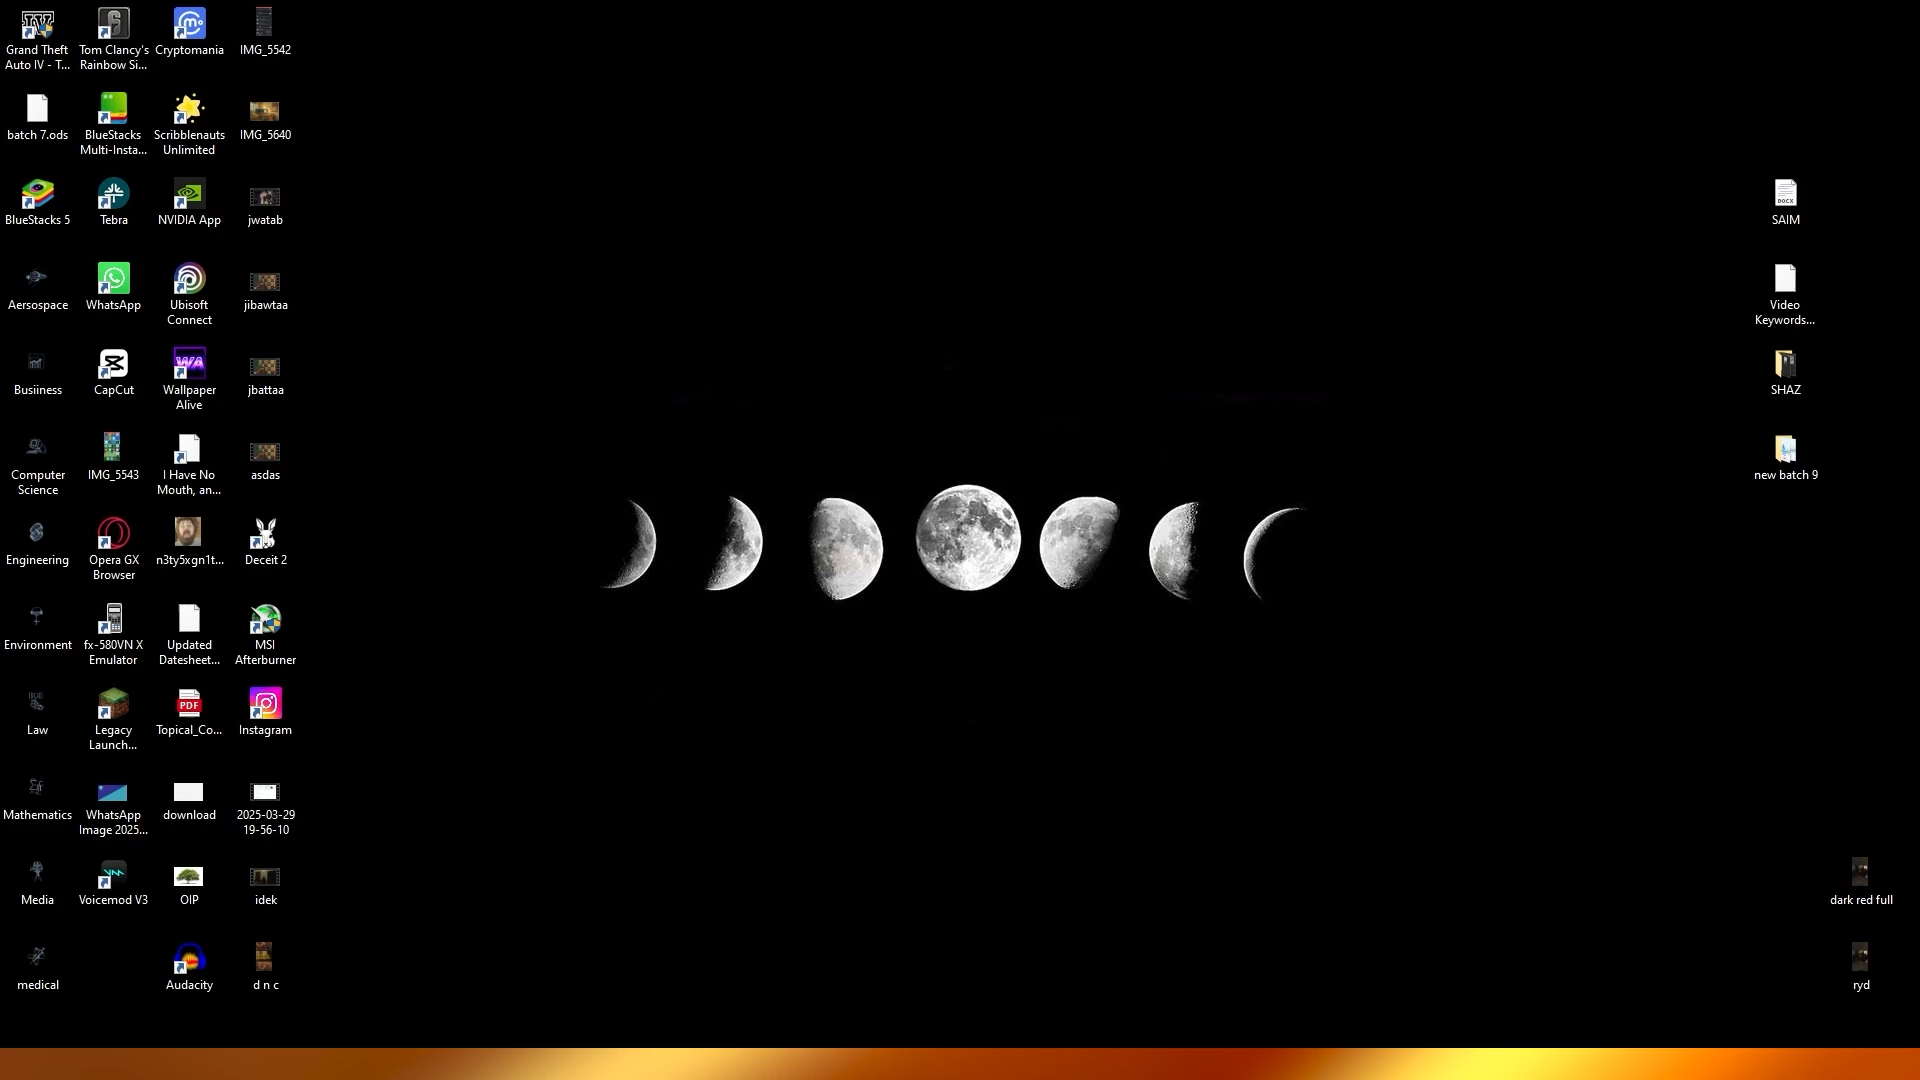 Grand Theft
Auto IV - T...
Tom Clancy's
Rainbow Si...
Cryptomania
IMG_5542
batch 7.ods
BlueStacks
Multi-Insta...
Scribblenauts
Unlimited
IMG_5640
BlueStacks 5
Tebra
NVIDIA App
jwatab
SAIM
Aersospace
WhatsApp
Ubisoft
Connect
jibawtaa
Video
Keywords...
Busiiness
CapCut
WA
Wallpaper
Alive
jbattaa
SHAZ
Computer
Science
IMG_5543
I Have No
Mouth, an...
asdas
new batch 9
Engineering
Opera GX
Browser
n3ty5xgn1t...
Deceit 2
Environment
fx-580VN X
Emulator
Updated
Datesheet...
MSI
Afterburner
Law
Legacy
Launch...
PDF
Topical_Co...
Instagram
Mathematics
WhatsApp
Image 2025...
download
2025-03-29
19-56-10
Media
Voicemod V3
OIP
idek
dark red full
medical
Audacity
d n c
ryd
DOCX